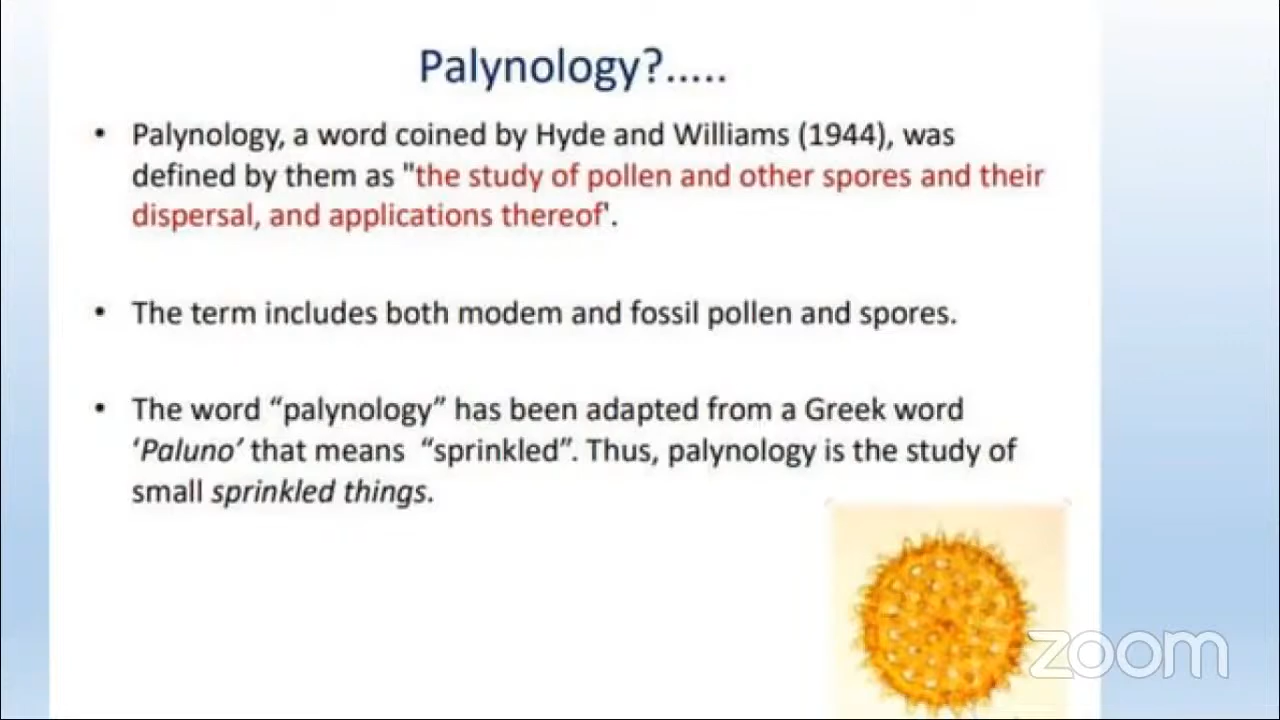 Palynology?.....
• Palynology, a word coined by Hyde and Williams (1944), was
defined by them as "the study of pollen and other spores and their
dispersal, and applications thereof'.
• The term includes both modem and fossil pollen and spores.
• The word “palynology” has been adapted from a Greek word
‘Paluno’ that means “sprinkled”. Thus, palynology is the study of
small sprinkled things.
zoom